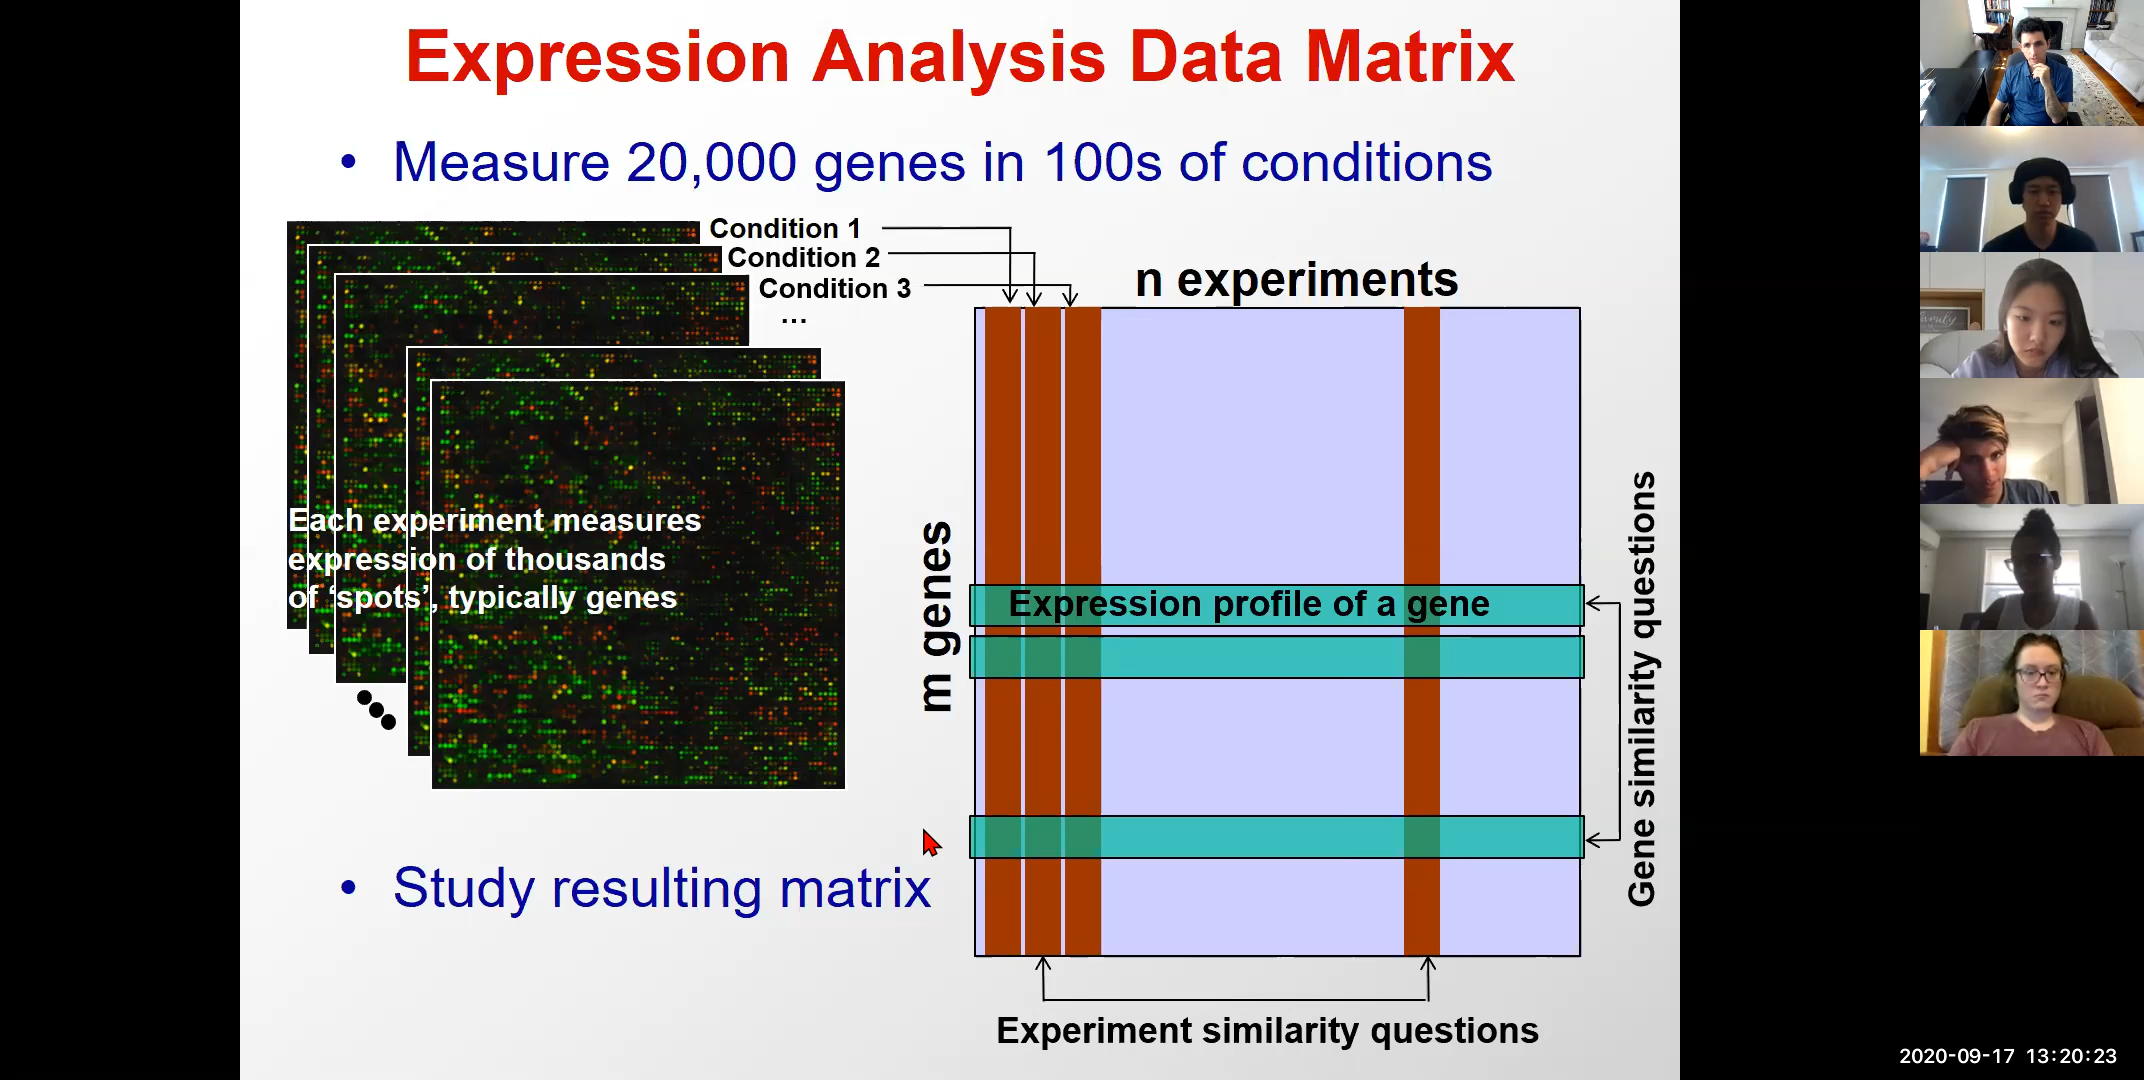 Expression Analysis Data Matrix
• Measure 20,000 genes in 100s of conditions
Condition 1
Condition 2
Condition 3
...
n experiments
Each experiment measures
expression of thousands
of ‘spots’, typically genes
m genes
Expression profile of a gene
Gene similarity questions
• Study resulting matrix
Experiment similarity questions
family
2020-09-17 13:20:23